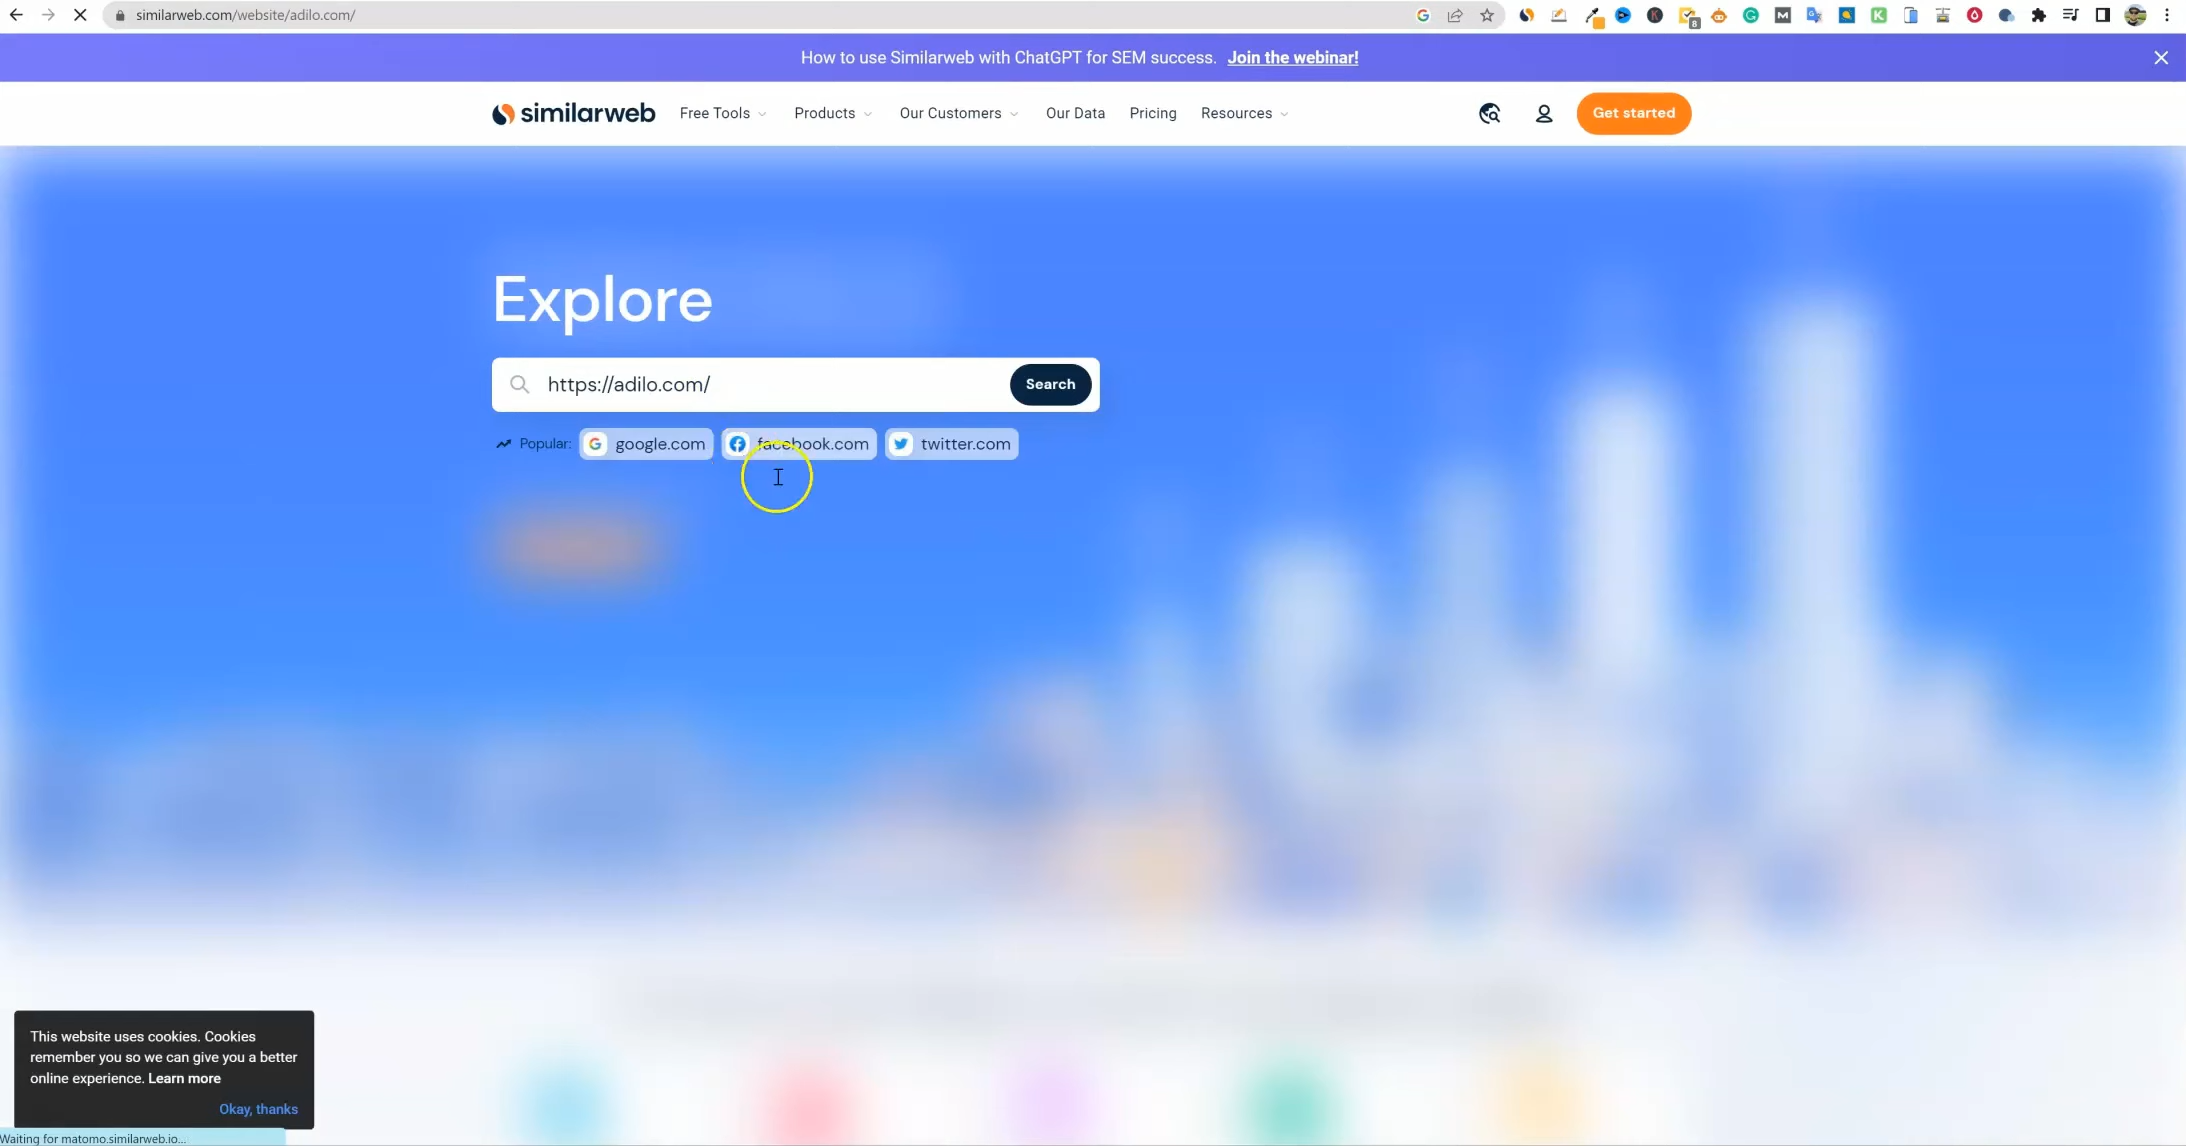 similarweb.com/website/adilo.com/
8
How to use Similarweb with ChatGPT for SEM success. Join the webinar!
similarweb Free Tools Products Our Customers Our Data Pricing Resources Get started
Explore
https://adilo.com/ Search
Popular: google.com facebook.com twitter.com
This website uses cookies. Cookies
remember you so we can give you a better
online experience. Learn more
Okay, thanks
Waiting for matomo.similarweb.io...